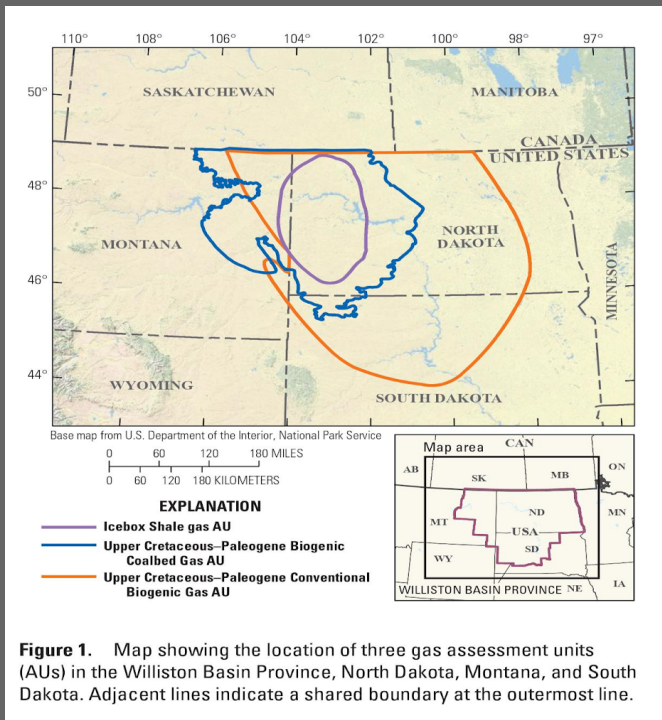 110° 108° 106° 104° 102° 100° 98° 97°
50°
SASKATCHEWAN
MANITOBA
CANADA
UNITED STATES
48°
MONTANA
NORTH
DAKOTA
MINNESOTA
46°
44°
WYOMING
SOUTH DAKOTA
Base map from U.S. Department of the Interior, National Park Service
0 60 120 180 MILES
0 60 120 180 KILOMETERS
EXPLANATION
Icebox Shale gas AU
Upper Cretaceous–Paleogene Biogenic
Coalbed Gas AU
Upper Cretaceous–Paleogene Conventional
Biogenic Gas AU
Map area
CAN
AB
SK
MB
ON
MT
ND
MN
USA
WY
SD
WILLISTON BASIN PROVINCE
NE
IA
Figure 1. Map showing the location of three gas assessment units
(AUs) in the Williston Basin Province, North Dakota, Montana, and South
Dakota. Adjacent lines indicate a shared boundary at the outermost line.